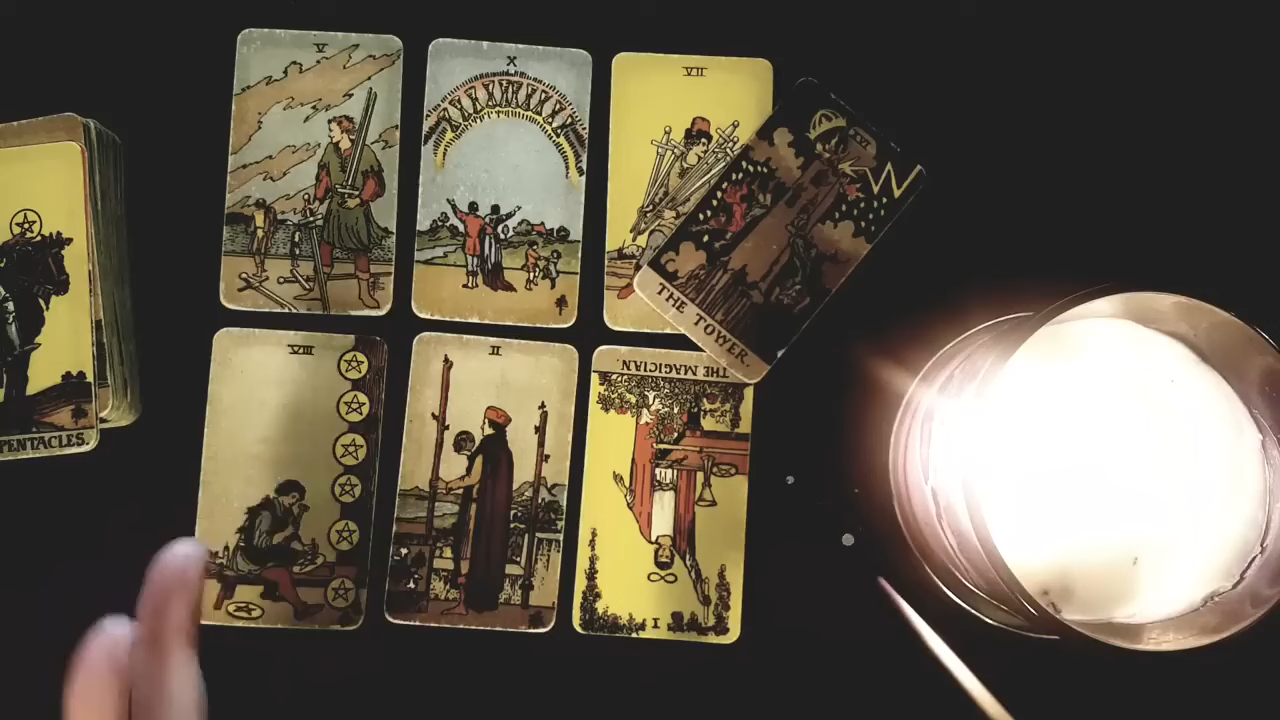 V
X
VII
THE TOWER.
PENTACLES.
VIII
II
THE MAGICIAN.
I